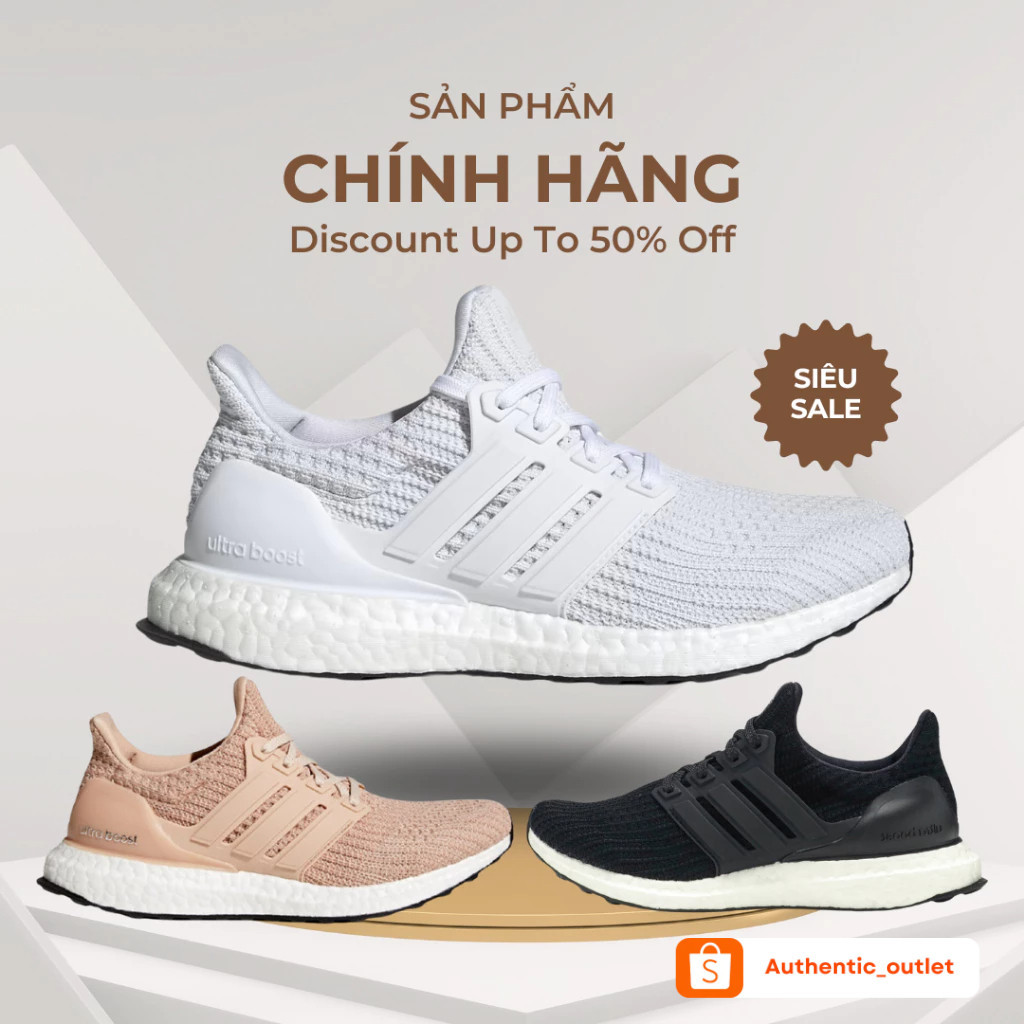 SẢN PHẨM
CHÍNH HÃNG
Discount Up To 50% Off
SIÊU
SALE
ultra boost
ultra boost
S
Authentic_outlet